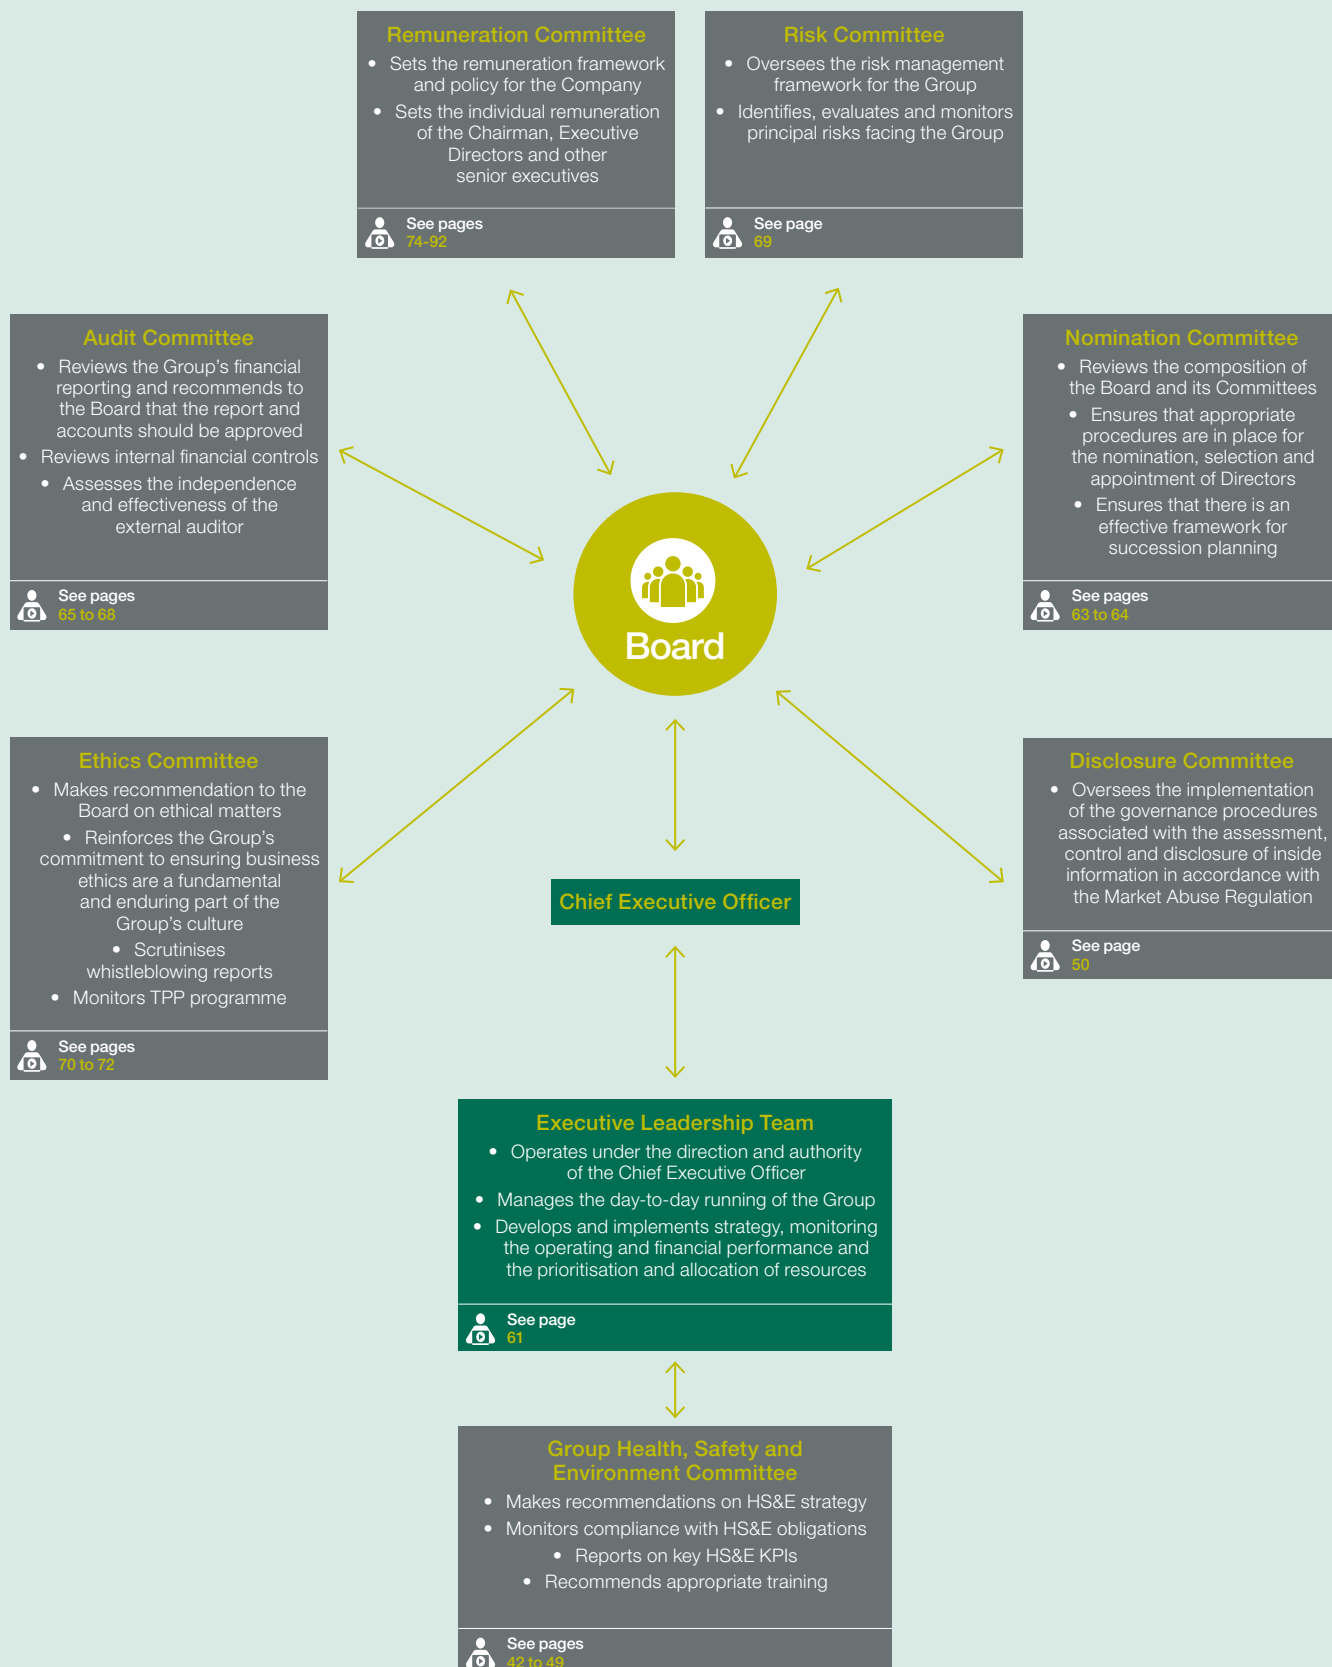 Remuneration Committee
• Sets the remuneration framework
and policy for the Company
• Sets the individual remuneration
of the Chairman, Executive
Directors and other
senior executives
See pages
74-92
Risk Committee
• Oversees the risk management
framework for the Group
• Identifies, evaluates and monitors
principal risks facing the Group
See page
69
Audit Committee
• Reviews the Group’s financial
reporting and recommends to
the Board that the report and
accounts should be approved
• Reviews internal financial controls
• Assesses the independence
and effectiveness of the
external auditor
See pages
65 to 68
Nomination Committee
• Reviews the composition of
the Board and its Committees
• Ensures that appropriate
procedures are in place for
the nomination, selection and
appointment of Directors
• Ensures that there is an
effective framework for
succession planning
See pages
63 to 64
Board
Ethics Committee
• Makes recommendation to the
Board on ethical matters
• Reinforces the Group’s
commitment to ensuring business
ethics are a fundamental
and enduring part of the
Group’s culture
• Scrutinises
whistleblowing reports
• Monitors TPP programme
See pages
70 to 72
Disclosure Committee
• Oversees the implementation
of the governance procedures
associated with the assessment,
control and disclosure of inside
information in accordance with
the Market Abuse Regulation
See page
50
Chief Executive Officer
Executive Leadership Team
• Operates under the direction and authority
of the Chief Executive Officer
• Manages the day-to-day running of the Group
• Develops and implements strategy, monitoring
the operating and financial performance and
the prioritisation and allocation of resources
See page
61
Group Health, Safety and
Environment Committee
• Makes recommendations on HS&E strategy
• Monitors compliance with HS&E obligations
• Reports on key HS&E KPIs
• Recommends appropriate training
See pages
42 to 49